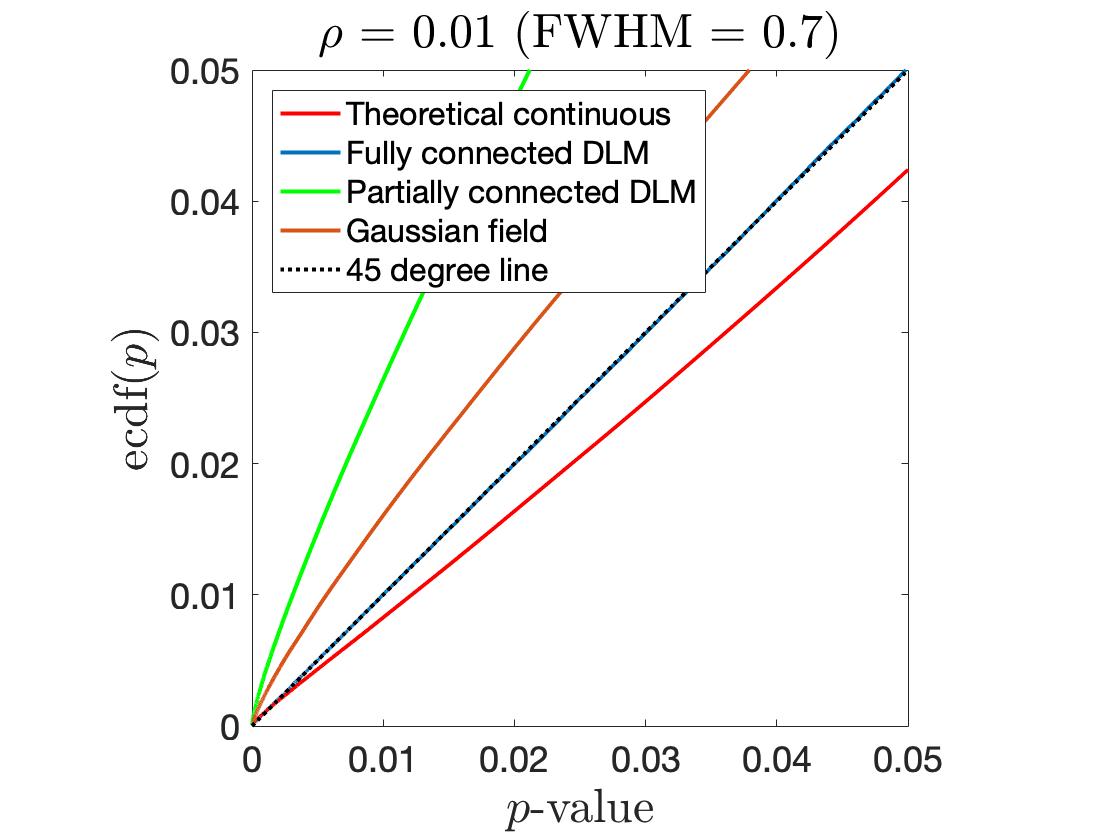 ρ = 0.01 (FWHM = 0.7)
0.05
0.04
0.03
0.02
0.01
0
ecdf(p)
Theoretical continuous
Fully connected DLM
Partially connected DLM
Gaussian field
45 degree line
0 0.01 0.02 0.03 0.04 0.05
p-value